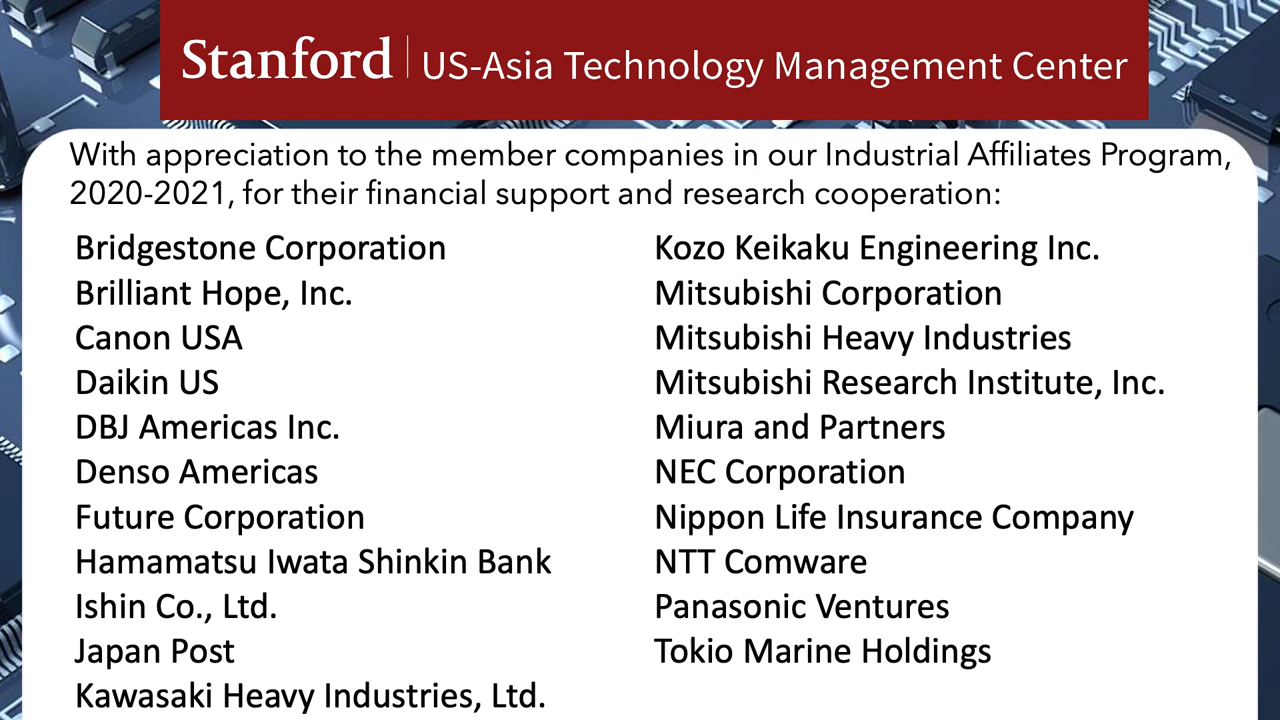 Stanford | US-Asia Technology Management Center
With appreciation to the member companies in our Industrial Affiliates Program,
2020-2021, for their financial support and research cooperation:
Bridgestone Corporation
Brilliant Hope, Inc.
Canon USA
Daikin US
DBJ Americas Inc.
Denso Americas
Future Corporation
Hamamatsu Iwata Shinkin Bank
Ishin Co., Ltd.
Japan Post
Kawasaki Heavy Industries, Ltd.
Kozo Keikaku Engineering Inc.
Mitsubishi Corporation
Mitsubishi Heavy Industries
Mitsubishi Research Institute, Inc.
Miura and Partners
NEC Corporation
Nippon Life Insurance Company
NTT Comware
Panasonic Ventures
Tokio Marine Holdings